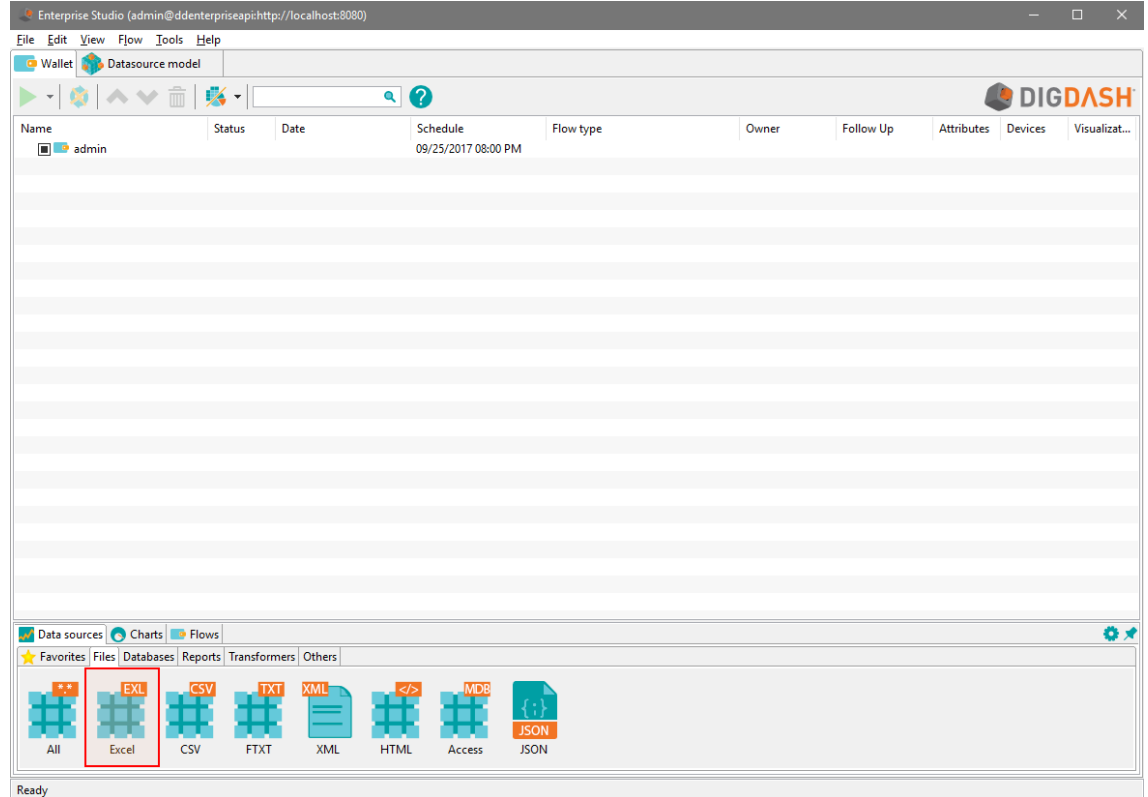 Enterprise Studio (admin@ddenterpriseapi:http://localhost:8080)
File Edit View Flow Tools Help
Wallet Datasource model
? DIGDASH
Name Status Date Schedule Flow type Owner Follow Up Attributes Devices Visualizat...
admin 09/25/2017 08:00 PM
Data sources Charts Flows
Favorites Files Databases Reports Transformers Others
*.* EXL CSV TXT XML </> MDB {;}
JSON
All Excel CSV FTXT XML HTML Access JSON
Ready